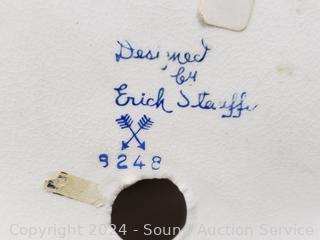 Designed
by
Erich Stauffer
9248
Copyright 2024 - Sound Auction Service